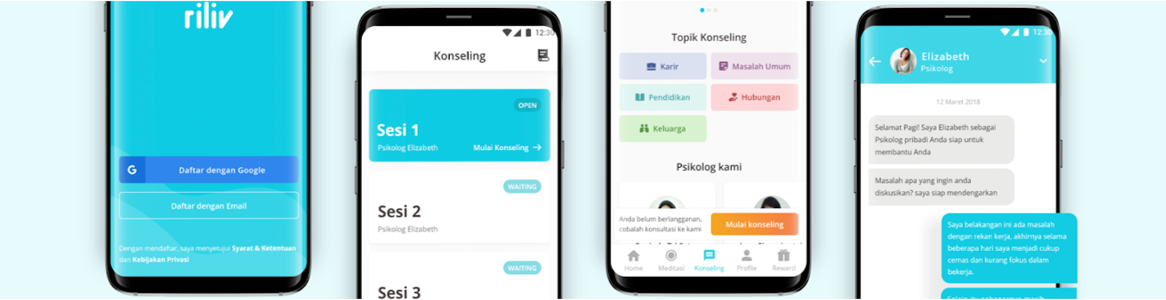 riliv
Daftar dengan Google
Daftar dengan Email
Dengan mendaftar, saya menyetujui Syarat & Ketentuan
dan Kebijakan Privasi
12:30
Konseling
OPEN
Sesi 1
Psikolog Elizabeth
Mulai Konseling →
WAITING
Sesi 2
Psikolog Elizabeth
WAITING
Sesi 3
Topik Konseling
Karir
Masalah Umum
Pendidikan
Hubungan
Keluarga
Psikolog kami
Anda belum berlangganan,
cobalah konsultasi ke kami
Mulai konseling
Home
Meditasi
Konseling
Profile
Reward
12:30
Elizabeth
Psikolog
12 Maret 2018
Selamat Pagi! Saya Elizabeth sebagai
Psikolog pribadi Anda siap untuk
membantu Anda
Masalah apa yang ingin anda
diskusikan? saya siap mendengarkan
Saya belakangan ini ada masalah
dengan rekan kerja, akhirnya selama
beberapa hari saya menjadi cukup
cemas dan kurang fokus dalam
bekerja.